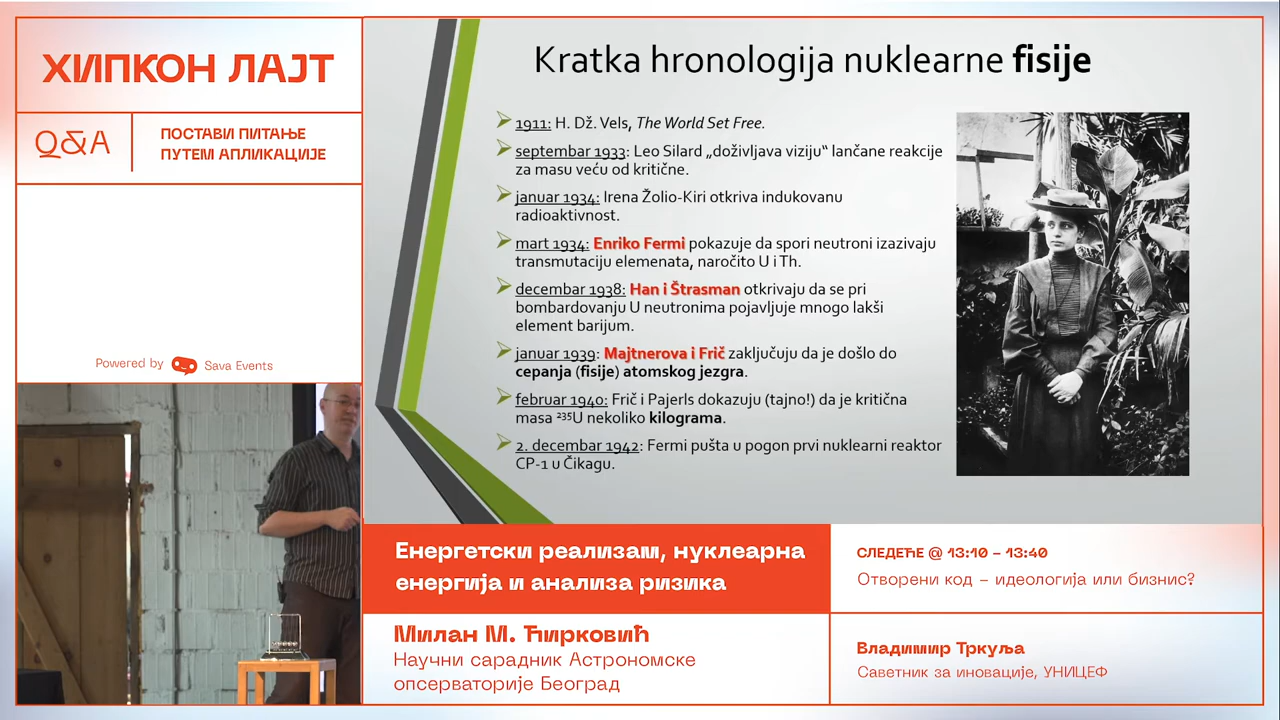 ХИПКОН ЛАЈТ
Q&A
ПОСТАВИ ПИТАЊЕ
ПУТЕМ АПЛИКАЦИЈЕ
Powered by Sava Events
Kratka hronologija nuklearne fisije
1911: H. Dž. Vels, The World Set Free.
septembar 1933: Leo Silard „doživljava viziju“ lančane reakcije
za masu veću od kritične.
januar 1934: Irena Žolio-Kiri otkriva indukovanu
radioaktivnost.
mart 1934: Enriko Fermi pokazuje da spori neutroni izazivaju
transmutaciju elemenata, naročito U i Th.
decembar 1938: Han i Štrasman otkrivaju da se pri
bombardovanju U neutronima pojavljuje mnogo lakši
element barijum.
januar 1939: Majtnerova i Frič zaključuju da je došlo do
cepanja (fisije) atomskog jezgra.
februar 1940: Frič i Pajerls dokazuju (tajno!) da je kritična
masa ²³⁵U nekoliko kilograma.
2. decembar 1942: Fermi pušta u pogon prvi nuklearni reaktor
CP-1 u Čikagu.
Енергетски реализам, нуклеарна
енергија и анализа ризика
Милан М. Ћирковић
Научни сарадник Астрономске
опсерваторије Београд
СЛЕДЕЋЕ @ 13:10 – 13:40
Отворени код – идеологија или бизнис?
Владимир Тркуља
Саветник за иновације, УНИЦЕФ